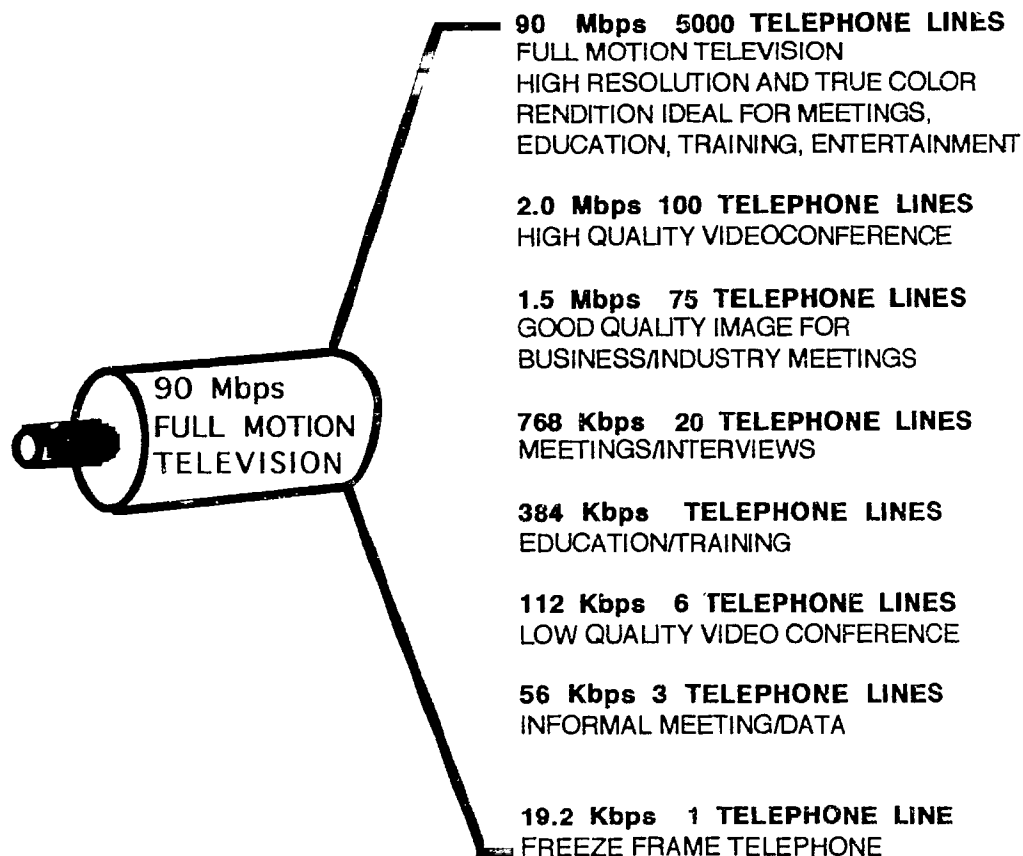 90 Mbps 5000 TELEPHONE LINES
FULL MOTION TELEVISION
HIGH RESOLUTION AND TRUE COLOR
RENDITION IDEAL FOR MEETINGS,
EDUCATION, TRAINING, ENTERTAINMENT
2.0 Mbps 100 TELEPHONE LINES
HIGH QUALITY VIDEOCONFERENCE
1.5 Mbps 75 TELEPHONE LINES
GOOD QUALITY IMAGE FOR
BUSINESS/INDUSTRY MEETINGS
90 Mbps
FULL MOTION
TELEVISION
768 Kbps 20 TELEPHONE LINES
MEETINGS/INTERVIEWS
384 Kbps TELEPHONE LINES
EDUCATION/TRAINING
112 Kbps 6 TELEPHONE LINES
LOW QUALITY VIDEO CONFERENCE
56 Kbps 3 TELEPHONE LINES
INFORMAL MEETING/DATA
19.2 Kbps 1 TELEPHONE LINE
FREEZE FRAME TELEPHONE